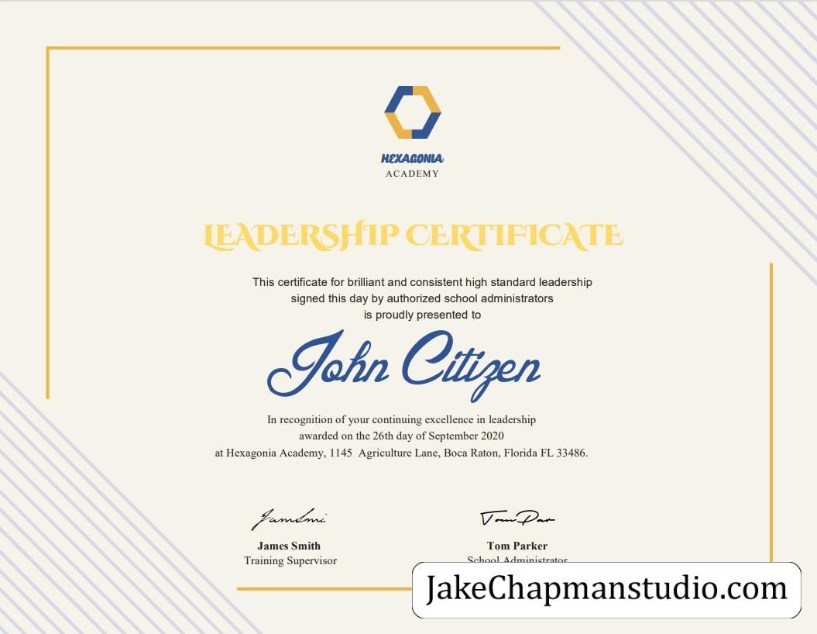 HEXAGONIA
ACADEMY
LEADERSHIP CERTIFICATE
This certificate for brilliant and consistent high standard leadership
signed this day by authorized school administrators
is proudly presented to
John Citizen
In recognition of your continuing excellence in leadership
awarded on the 26th day of September 2020
at Hexagonia Academy, 1145 Agriculture Lane, Boca Raton, Florida FL 33486.
JamSmi Tom Par
James Smith Tom Parker
Training Supervisor School Administrator
JakeChapmanstudio.com